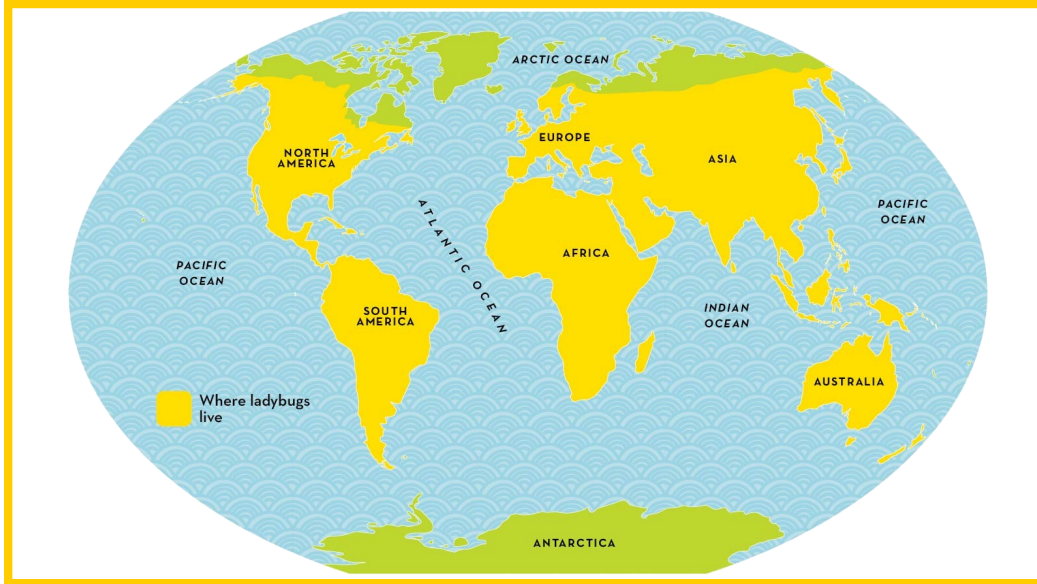 ARCTIC OCEAN
EUROPE
NORTH
AMERICA
ASIA
PACIFIC
OCEAN
ATLANTIC OCEAN
AFRICA
PACIFIC
OCEAN
SOUTH
AMERICA
INDIAN
OCEAN
AUSTRALIA
Where ladybugs
live
ANTARCTICA